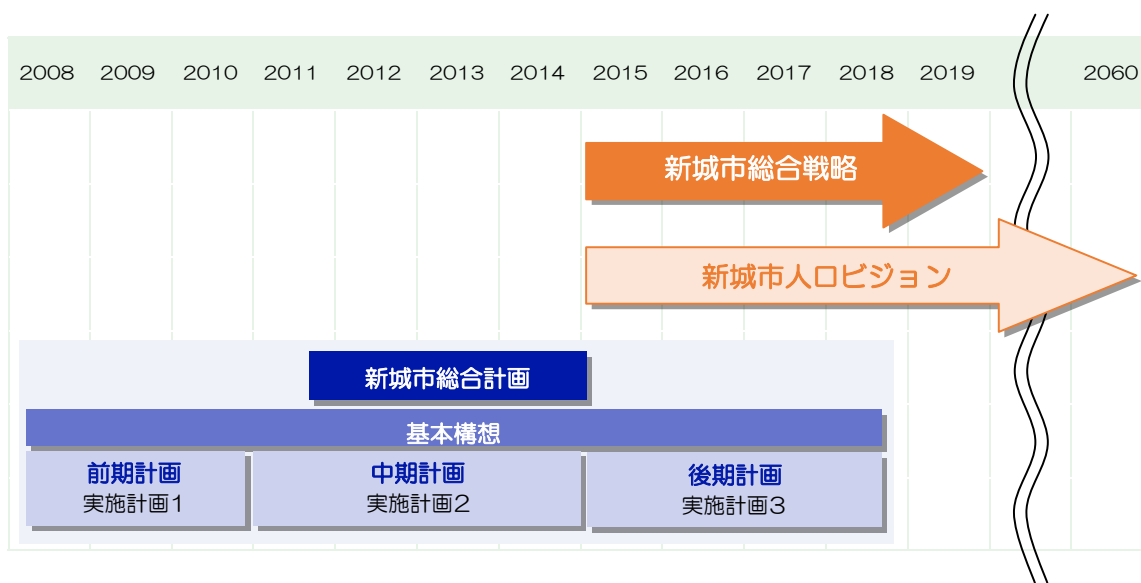 2008 2009 2010 2011 2012 2013 2014 2015 2016 2017 2018 2019 2060
新城市総合戦略
新城市人口ビジョン
新城市総合計画
基本構想
前期計画 中期計画 後期計画
実施計画1 実施計画2 実施計画3